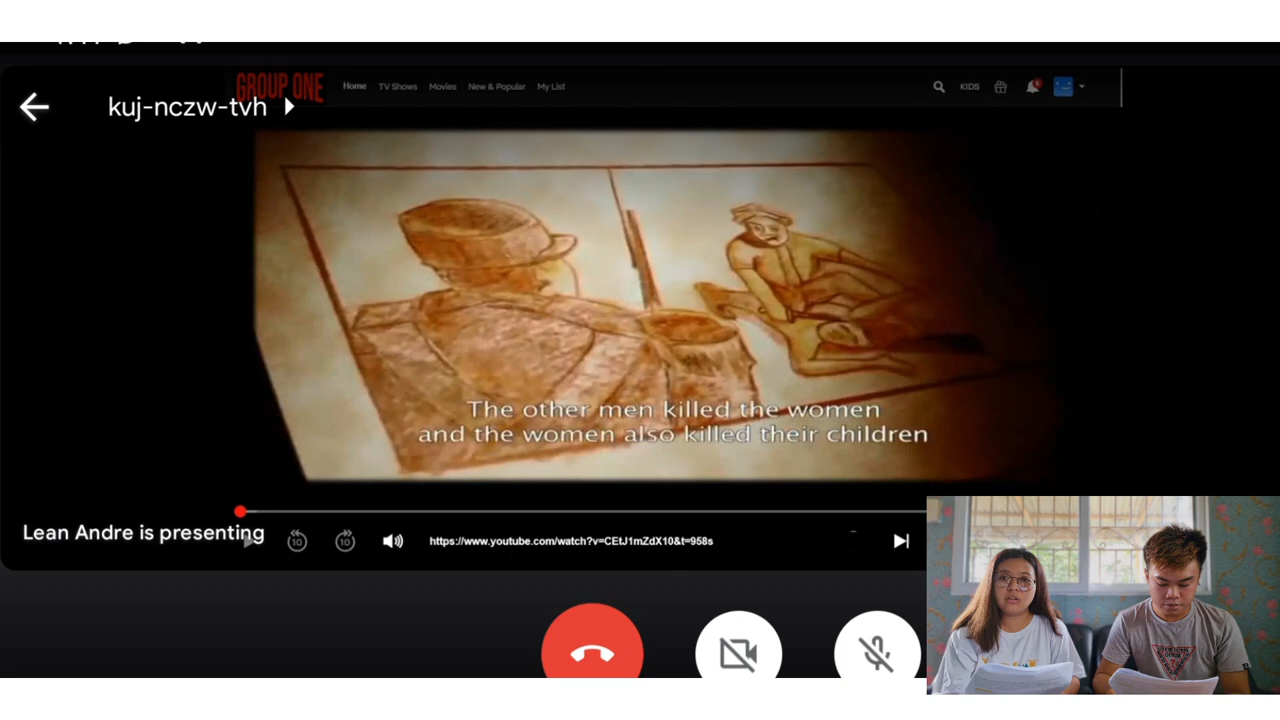 GROUP ONE
Home TV Shows Movies New & Popular My List
KIDS
kuj-nczw-tvh
The other men killed the women
and the women also killed their children
Lean Andre is presenting
10 10
https://www.youtube.com/watch?v=CEtJ1mZdX10&t=958s